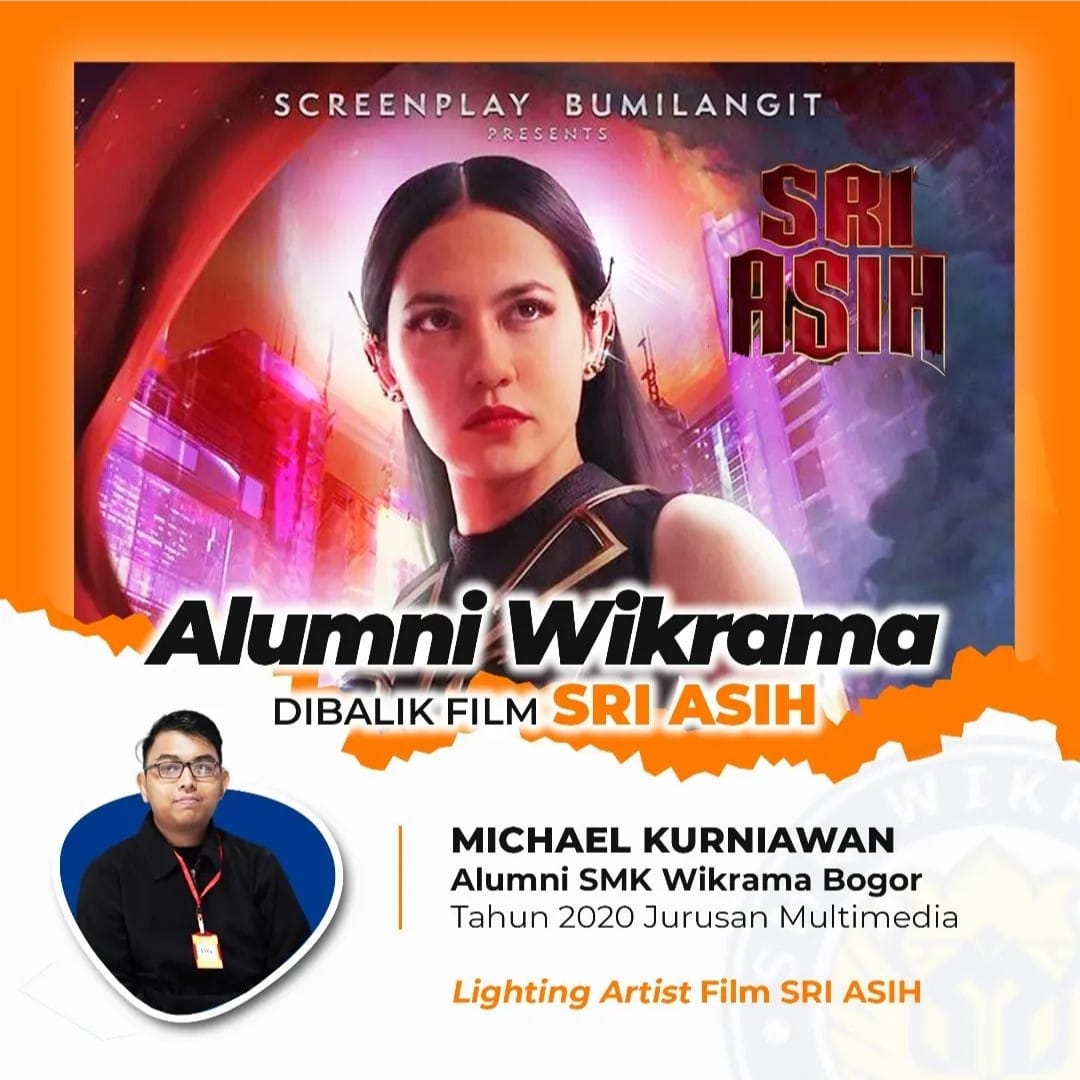 SCREENPLAY BUMILANGIT
PRESENTS
SRI
ASIH
Alumni Wikrama
DIBALIK FILM SRI ASIH
MICHAEL KURNIAWAN
Alumni SMK Wikrama Bogor
Tahun 2020 Jurusan Multimedia
Lighting Artist Film SRI ASIH